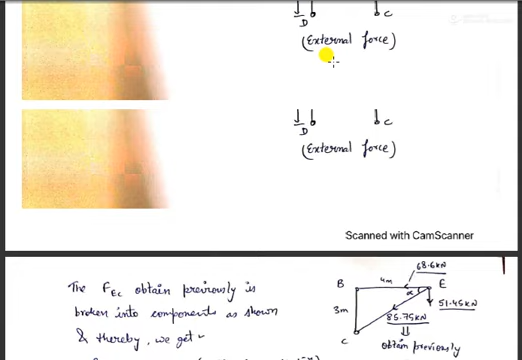 D
C
(External force)
D
C
(External force)
Scanned with CamScanner
The FEC obtain previously is
broken into components as shown
& thereby, we get
68.6KN
B
4m
E
α
3m
51.45KN
85.75KN
C
obtain previously